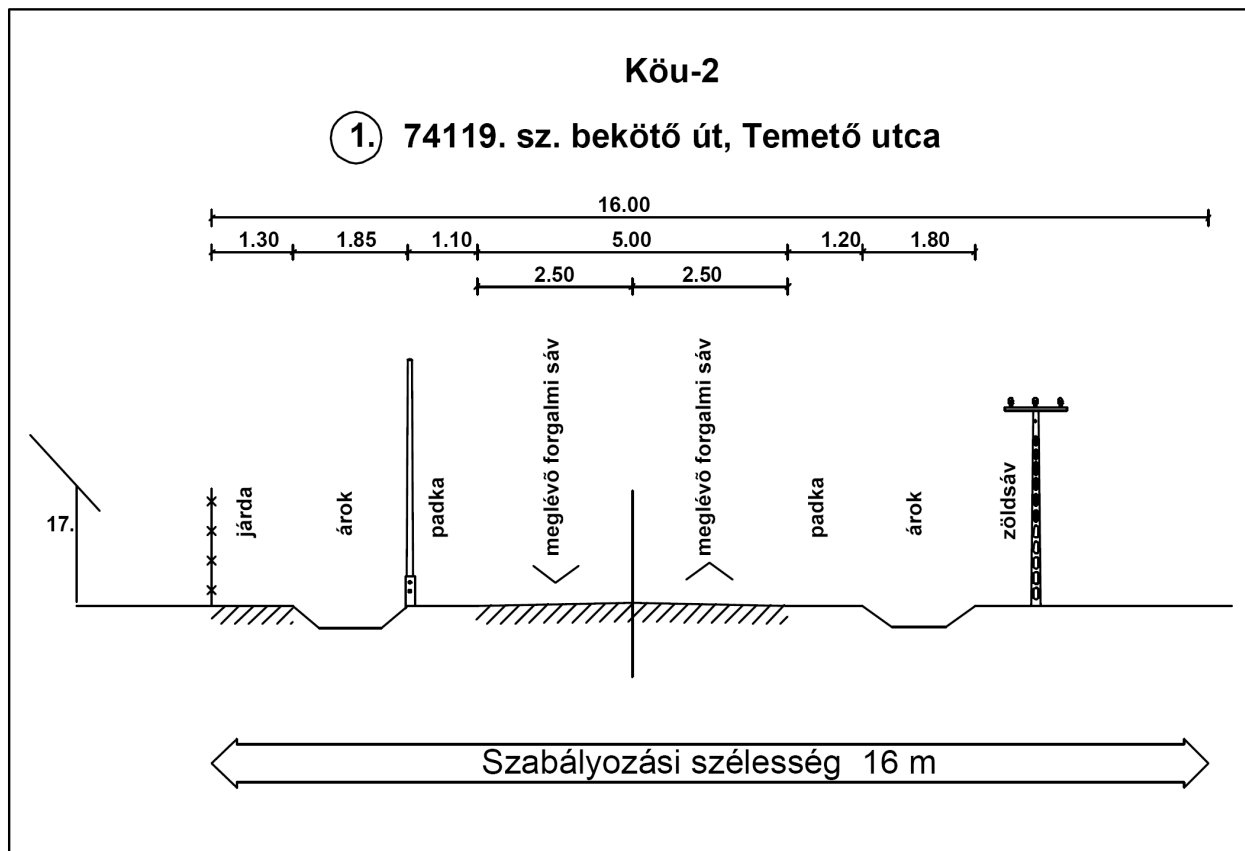 Köu-2
1. 74119. sz. bekötő út, Temető utca
16.00
1.30 1.85 1.10 5.00 1.20 1.80
2.50 2.50
járda
árok
padka
meglévõ forgalmi sáv
meglévõ forgalmi sáv
padka
árok
zöldsáv
17.
Szabályozási szélesség 16 m